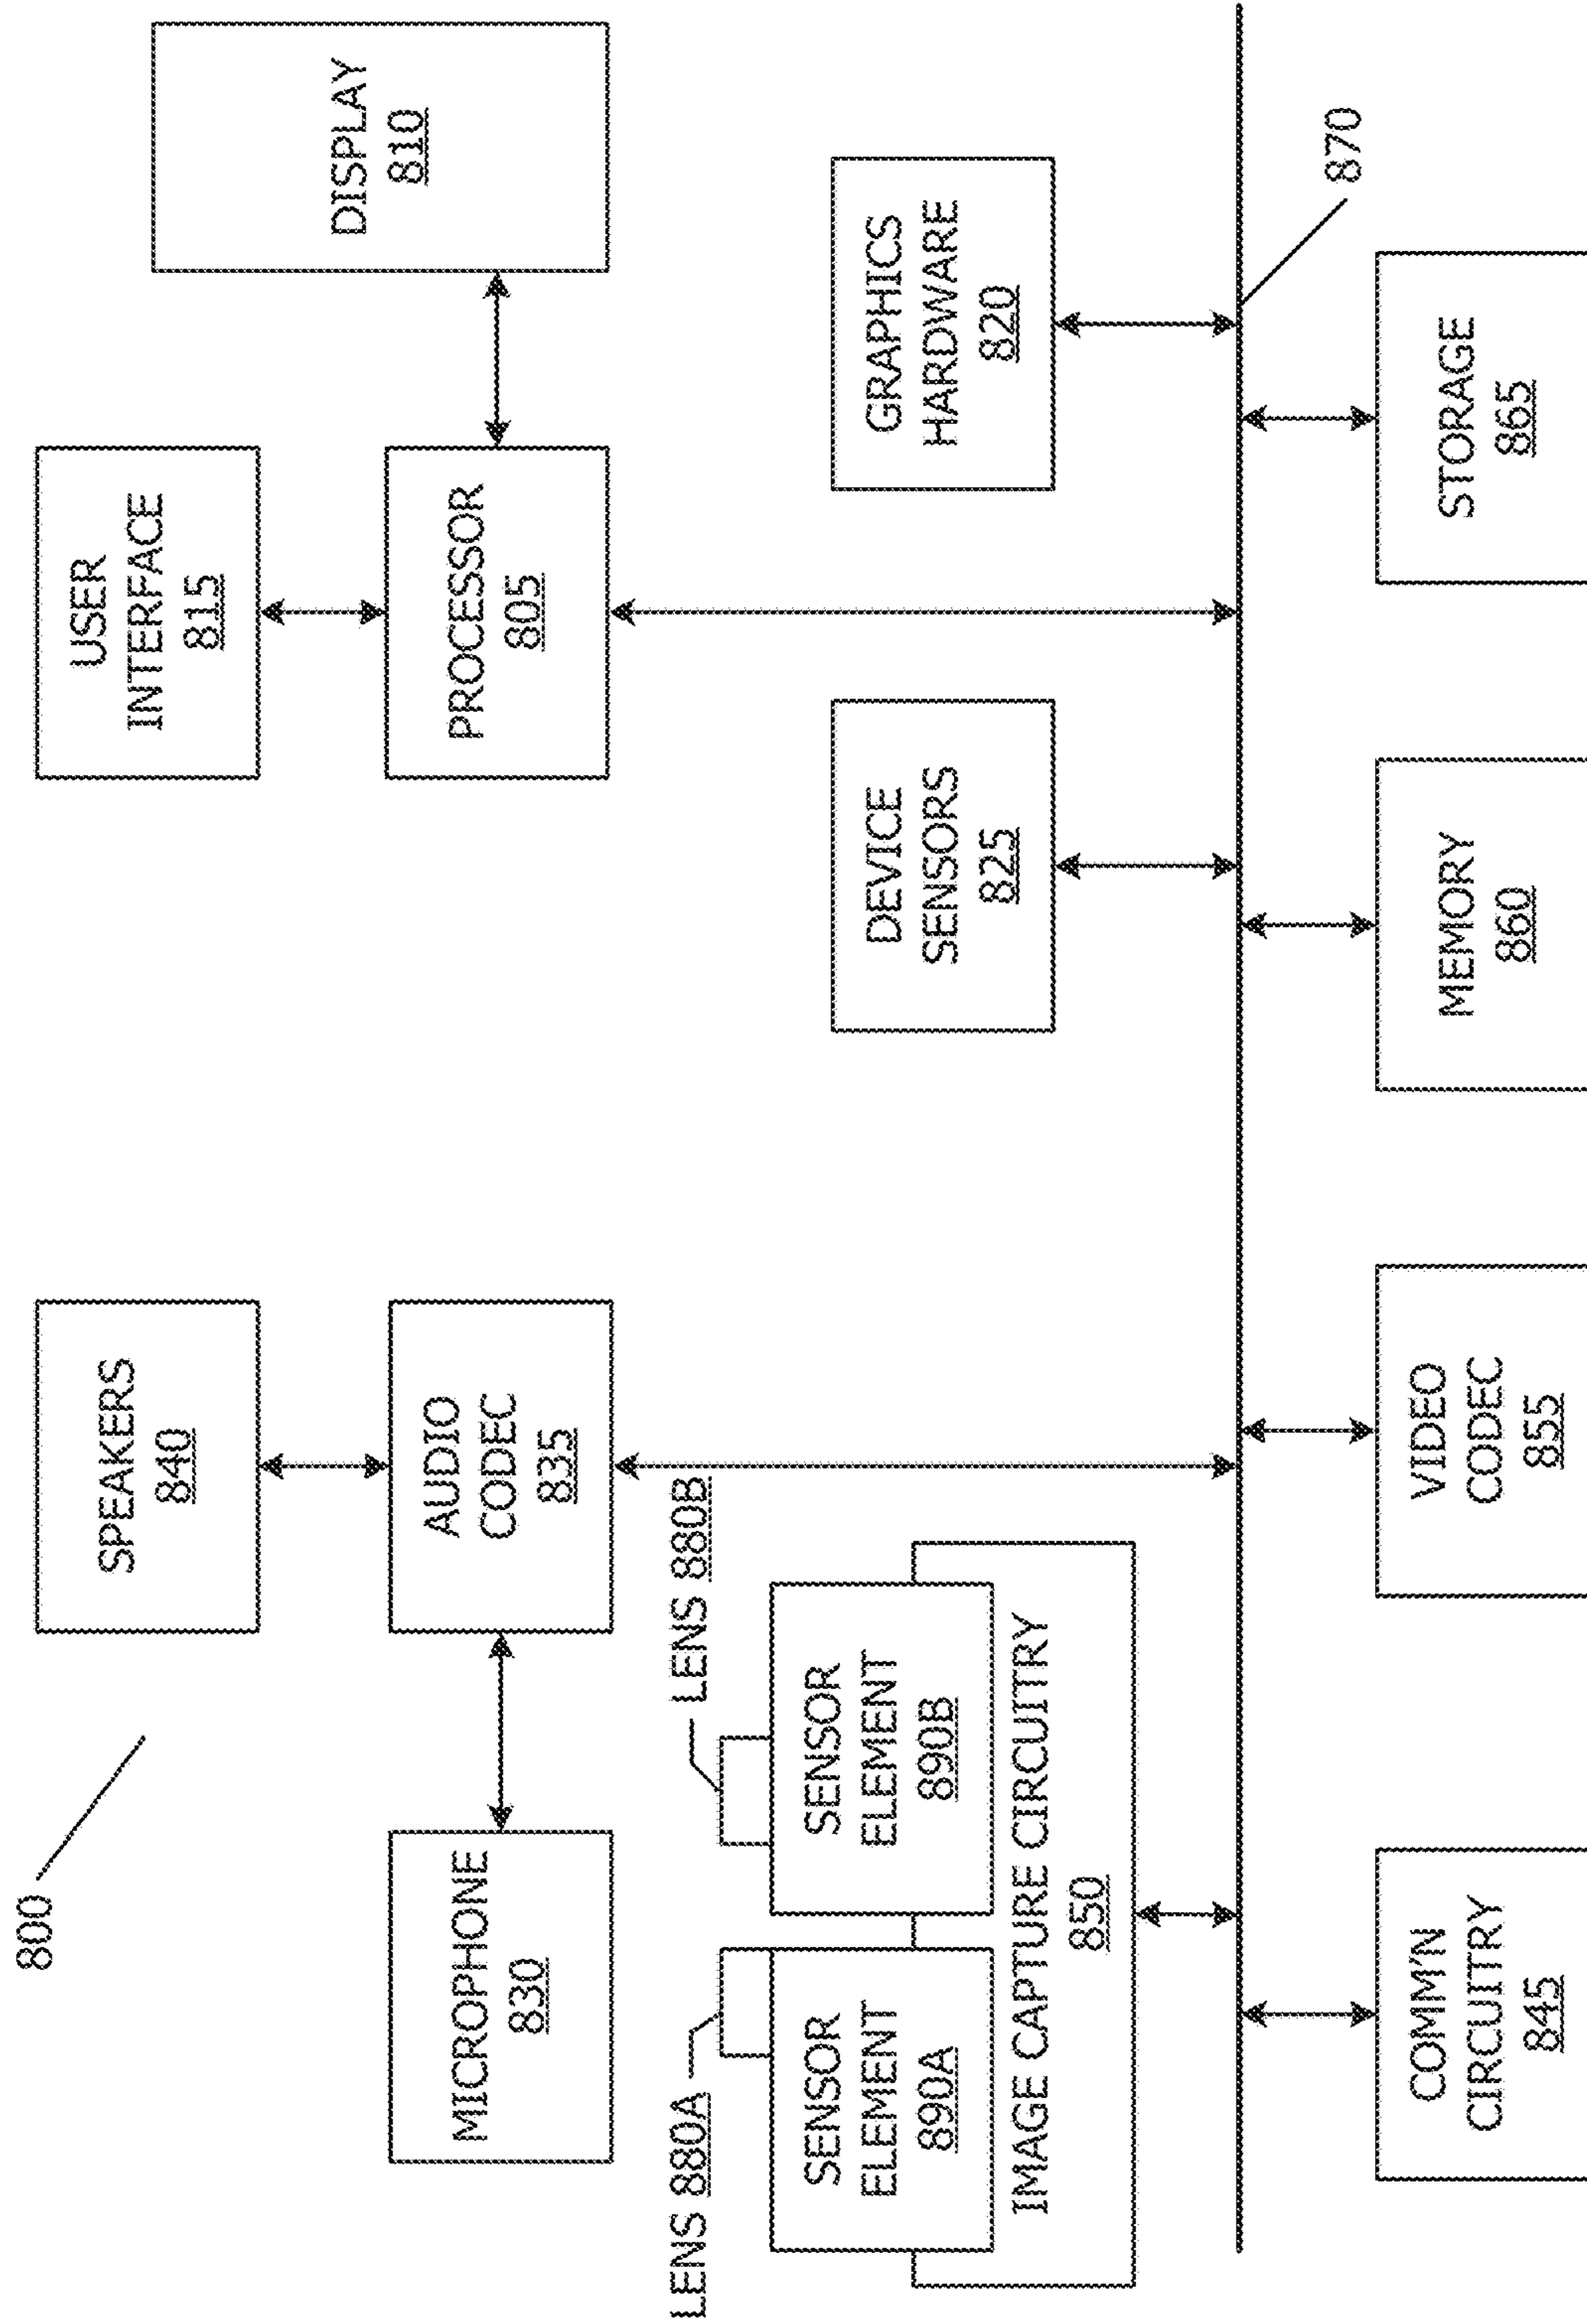 800
SPEAKERS
840
USER
INTERFACE
815
DISPLAY
810
MICROPHONE
830
AUDIO
CODEC
835
PROCESSOR
805
LENS 880A
LENS 880B
SENSOR
ELEMENT
890A
SENSOR
ELEMENT
890B
IMAGE CAPTURE CIRCUITRY
850
DEVICE
SENSORS
825
GRAPHICS
HARDWARE
820
870
COMM'N
CIRCUITRY
845
VIDEO
CODEC
855
MEMORY
860
STORAGE
865